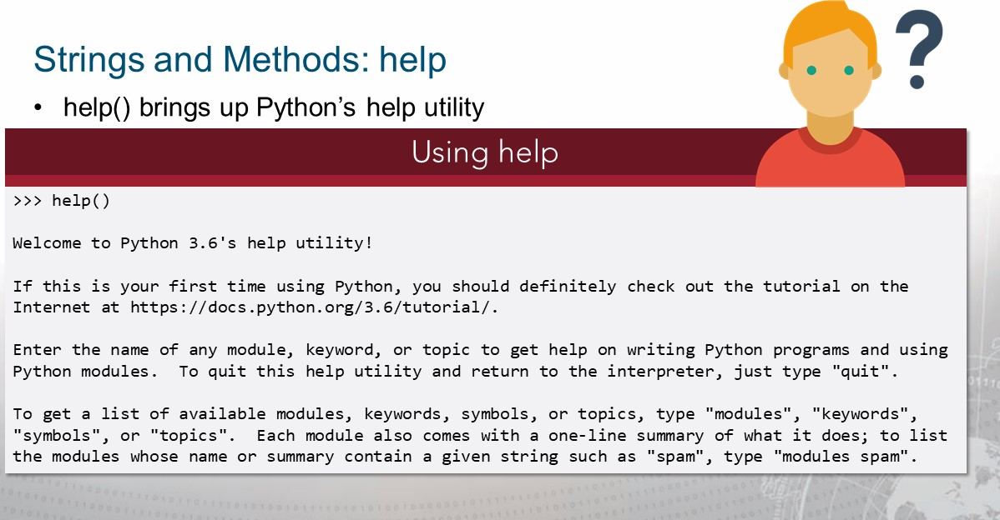 Strings and Methods: help
?
• help() brings up Python’s help utility
Using help
>>> help()
Welcome to Python 3.6's help utility!
If this is your first time using Python, you should definitely check out the tutorial on the
Internet at https://docs.python.org/3.6/tutorial/.
Enter the name of any module, keyword, or topic to get help on writing Python programs and using
Python modules.  To quit this help utility and return to the interpreter, just type "quit".
To get a list of available modules, keywords, symbols, or topics, type "modules", "keywords",
"symbols", or "topics".  Each module also comes with a one-line summary of what it does; to list
the modules whose name or summary contain a given string such as "spam", type "modules spam".